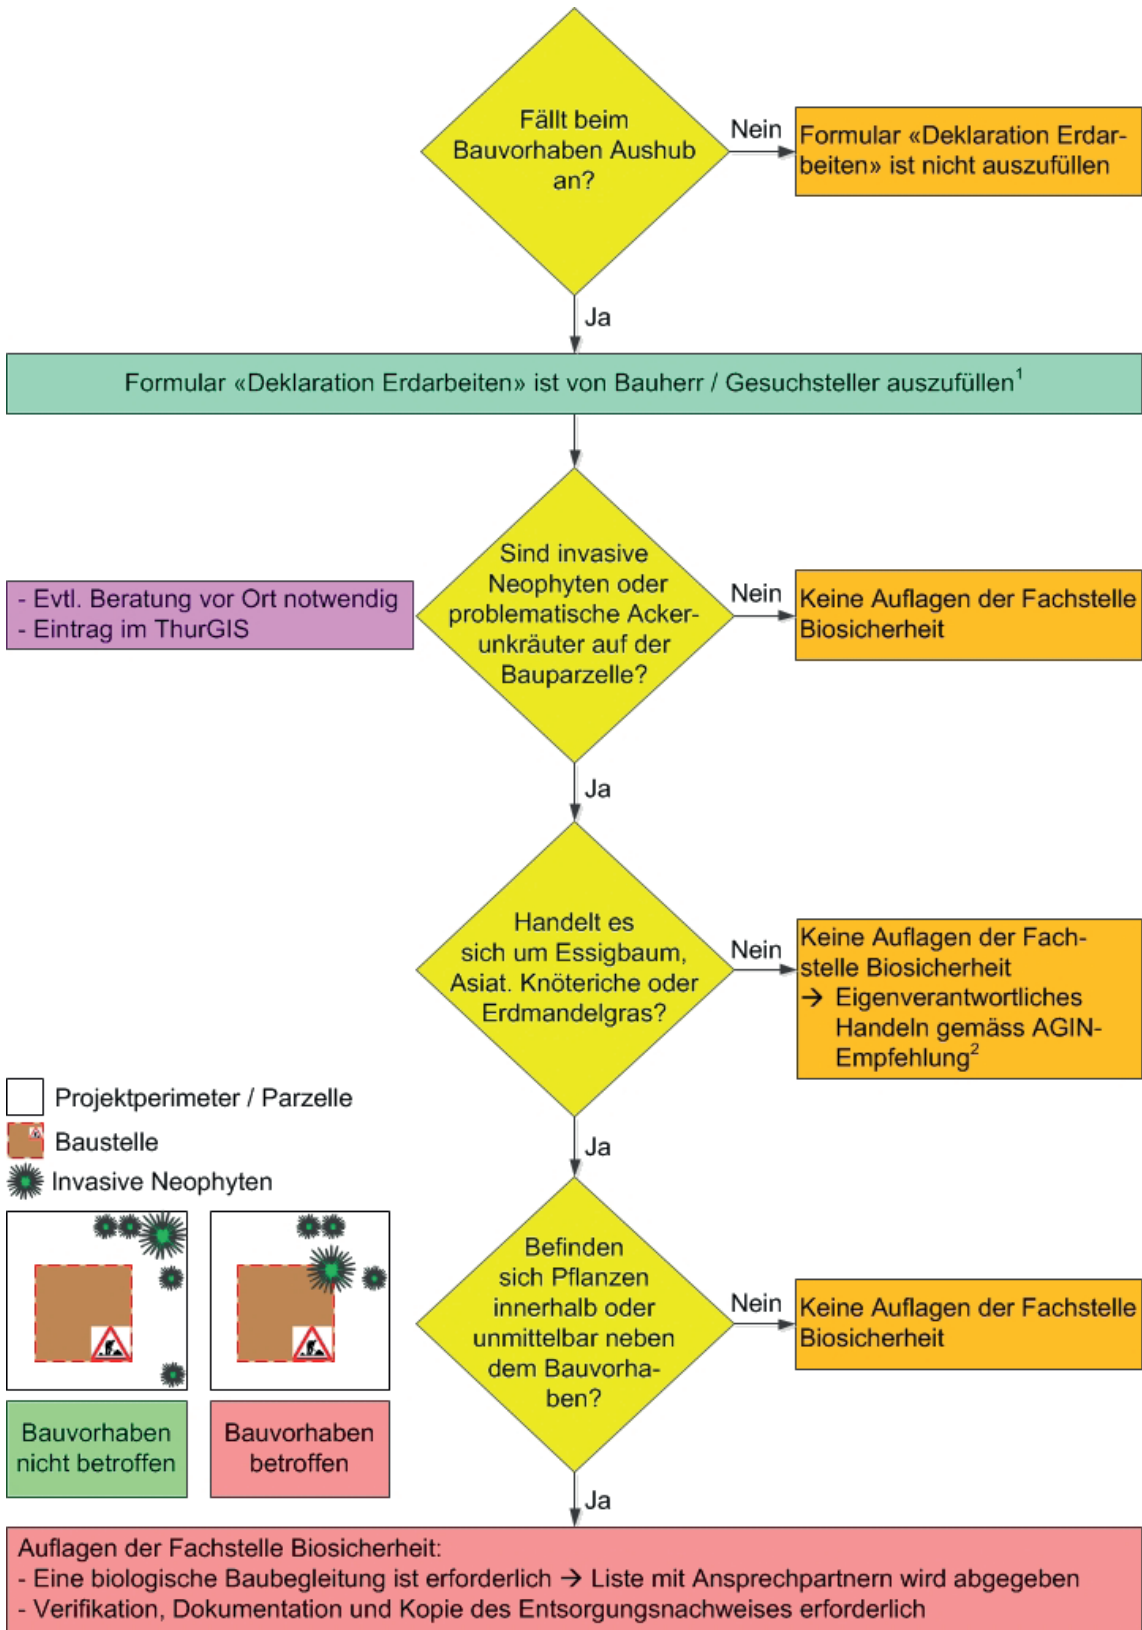 Fällt beim
Bauvorhaben Aushub
an?
Nein
Formular «Deklaration Erdar-
beiten» ist nicht auszufüllen
Ja
Formular «Deklaration Erdarbeiten» ist von Bauherr / Gesuchsteller auszufüllen¹
- Evtl. Beratung vor Ort notwendig
- Eintrag im ThurGIS
Sind invasive
Neophyten oder
problematische Acker-
unkräuter auf der
Bauparzelle?
Nein
Keine Auflagen der Fachstelle
Biosicherheit
Ja
Handelt es
sich um Essigbaum,
Asiat. Knöteriche oder
Erdmandelgras?
Nein
Keine Auflagen der Fach-
stelle Biosicherheit
→ Eigenverantwortliches
Handeln gemäss AGIN-
Empfehlung²
Ja
Projektperimeter / Parzelle
Baustelle
Invasive Neophyten
Bauvorhaben
nicht betroffen
Bauvorhaben
betroffen
Befinden
sich Pflanzen
innerhalb oder
unmittelbar neben
dem Bauvorha-
ben?
Nein
Keine Auflagen der Fachstelle
Biosicherheit
Ja
Auflagen der Fachstelle Biosicherheit:
- Eine biologische Baubegleitung ist erforderlich → Liste mit Ansprechpartnern wird abgegeben
- Verifikation, Dokumentation und Kopie des Entsorgungsnachweises erforderlich